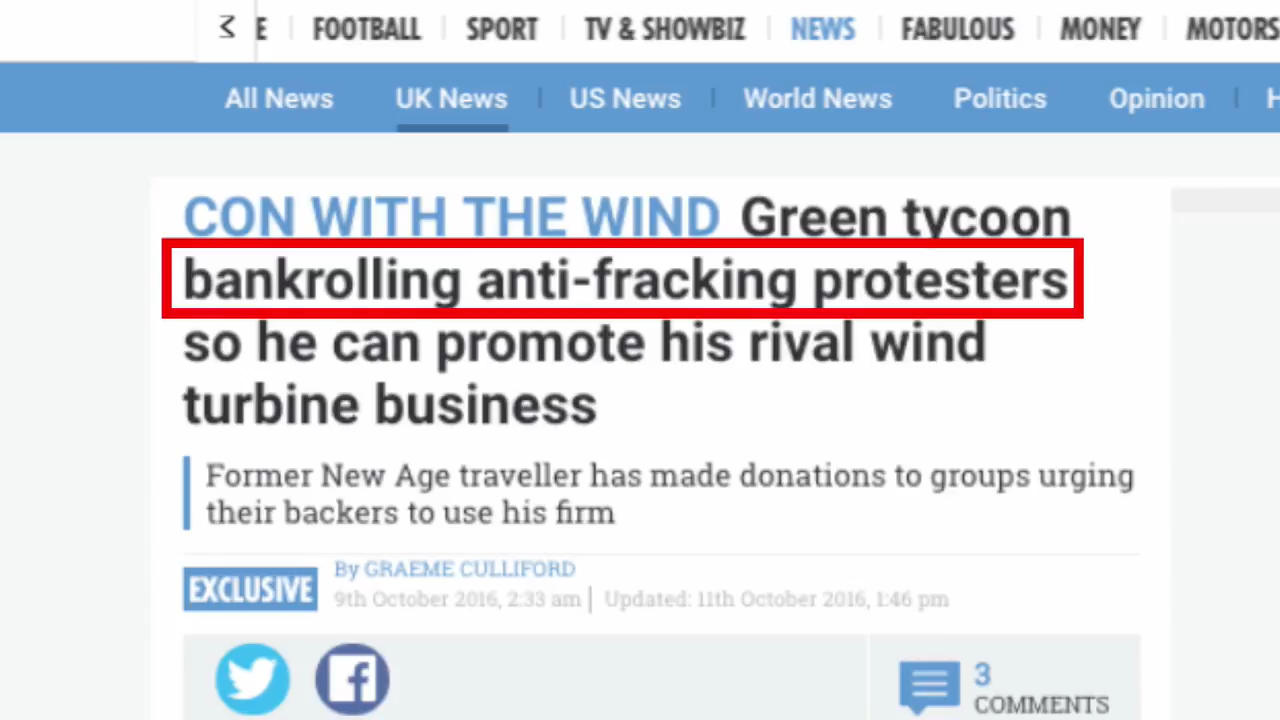 E FOOTBALL SPORT TV & SHOWBIZ NEWS FABULOUS MONEY MOTORS
All News UK News US News World News Politics Opinion H
CON WITH THE WIND Green tycoon
bankrolling anti-fracking protesters
so he can promote his rival wind
turbine business
Former New Age traveller has made donations to groups urging
their backers to use his firm
EXCLUSIVE By GRAEME CULLIFORD
9th October 2016, 2:33 am | Updated: 11th October 2016, 1:46 pm
3
COMMENTS